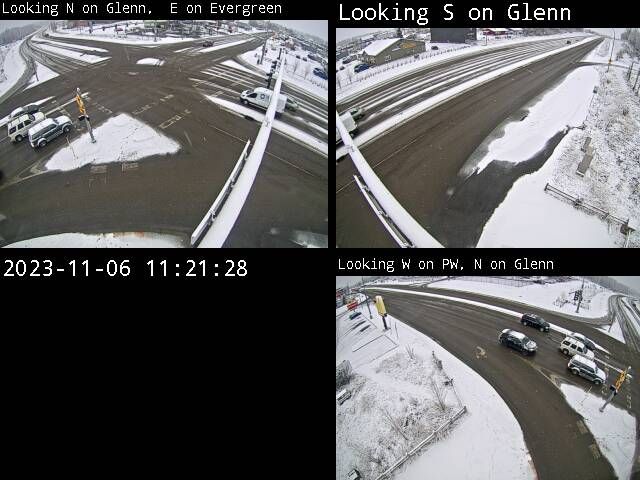 Looking N on Glenn,  E on Evergreen
Looking S on Glenn
2023-11-06 11:21:28
Looking W on PW, N on Glenn